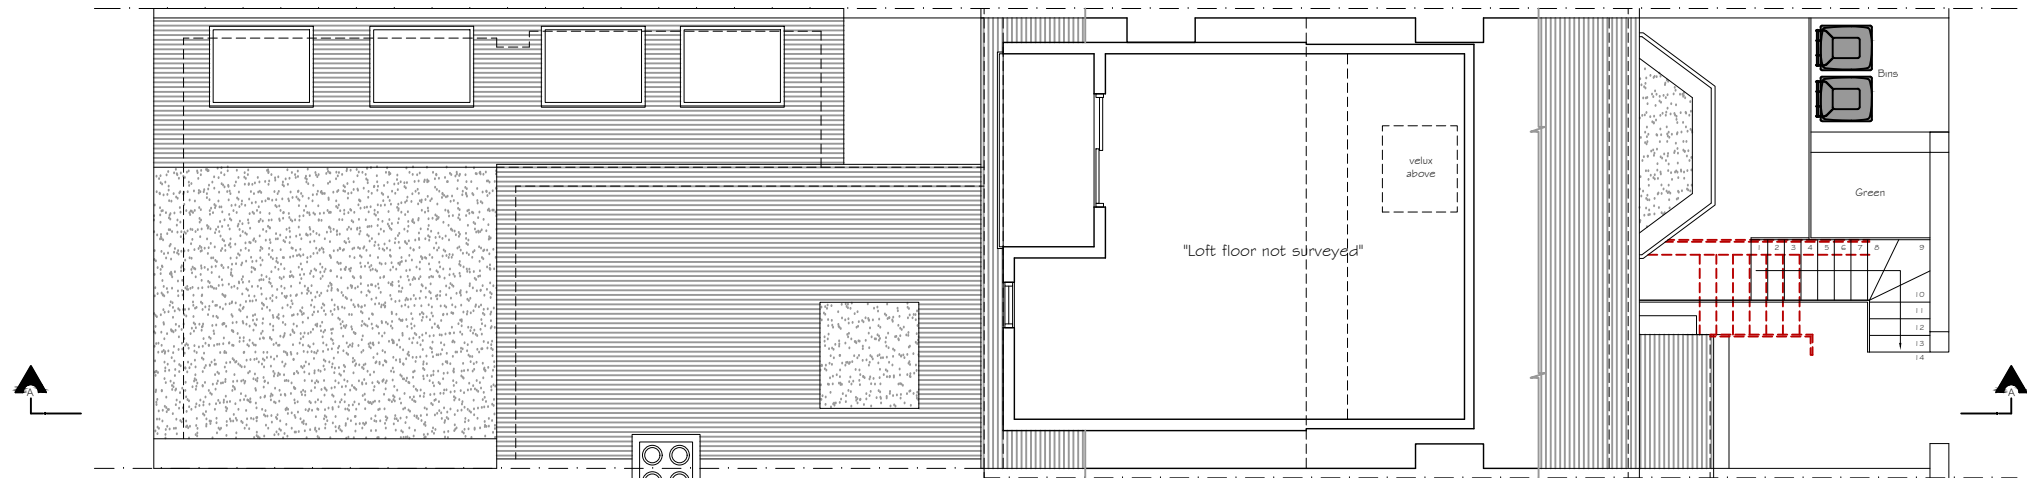 Bins
velux
above
Green
"Loft floor not surveyed"
1 2 3 4 5 6 7 8 9
10
11
12
13
14
A
A